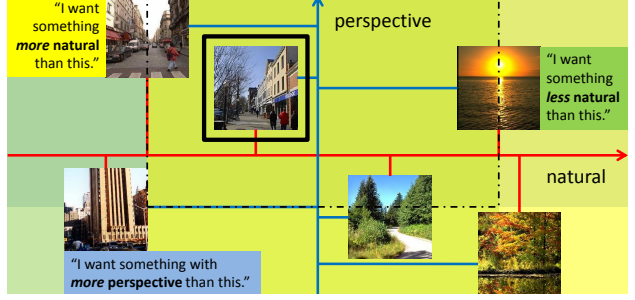 "I want
something
more natural
than this."
perspective
"I want
something
less natural
than this."
natural
"I want something with
more perspective than this."